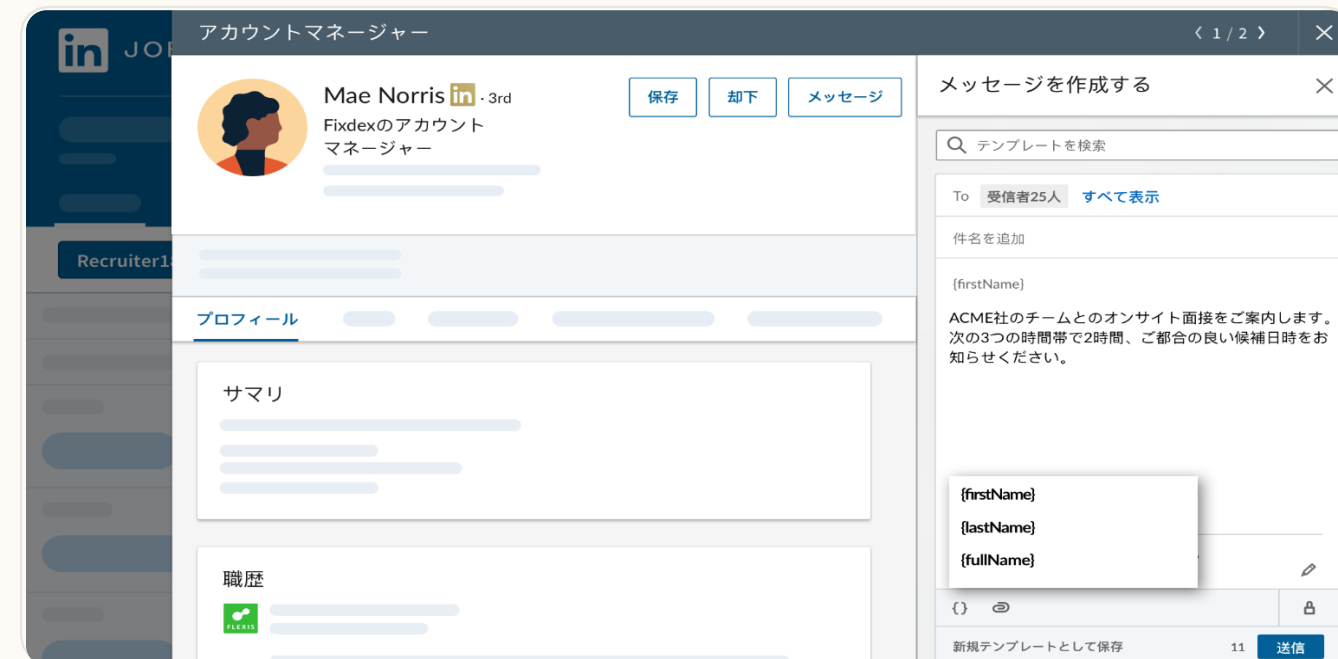 in JO
アカウントマネージャー
1 / 2
Mae Norris in · 3rd
Fixdexのアカウント
マネージャー
保存
却下
メッセージ
Recruiter1
プロフィール
サマリ
職歴
FLEXIS
メッセージを作成する
テンプレートを検索
To 受信者25人 すべて表示
件名を追加
{firstName}
ACME社のチームとのオンサイト面接をご案内します。
次の3つの時間帯で2時間、ご都合の良い候補日時をお
知らせください。
{firstName}
{lastName}
{fullName}
{}
新規テンプレートとして保存 11 送信